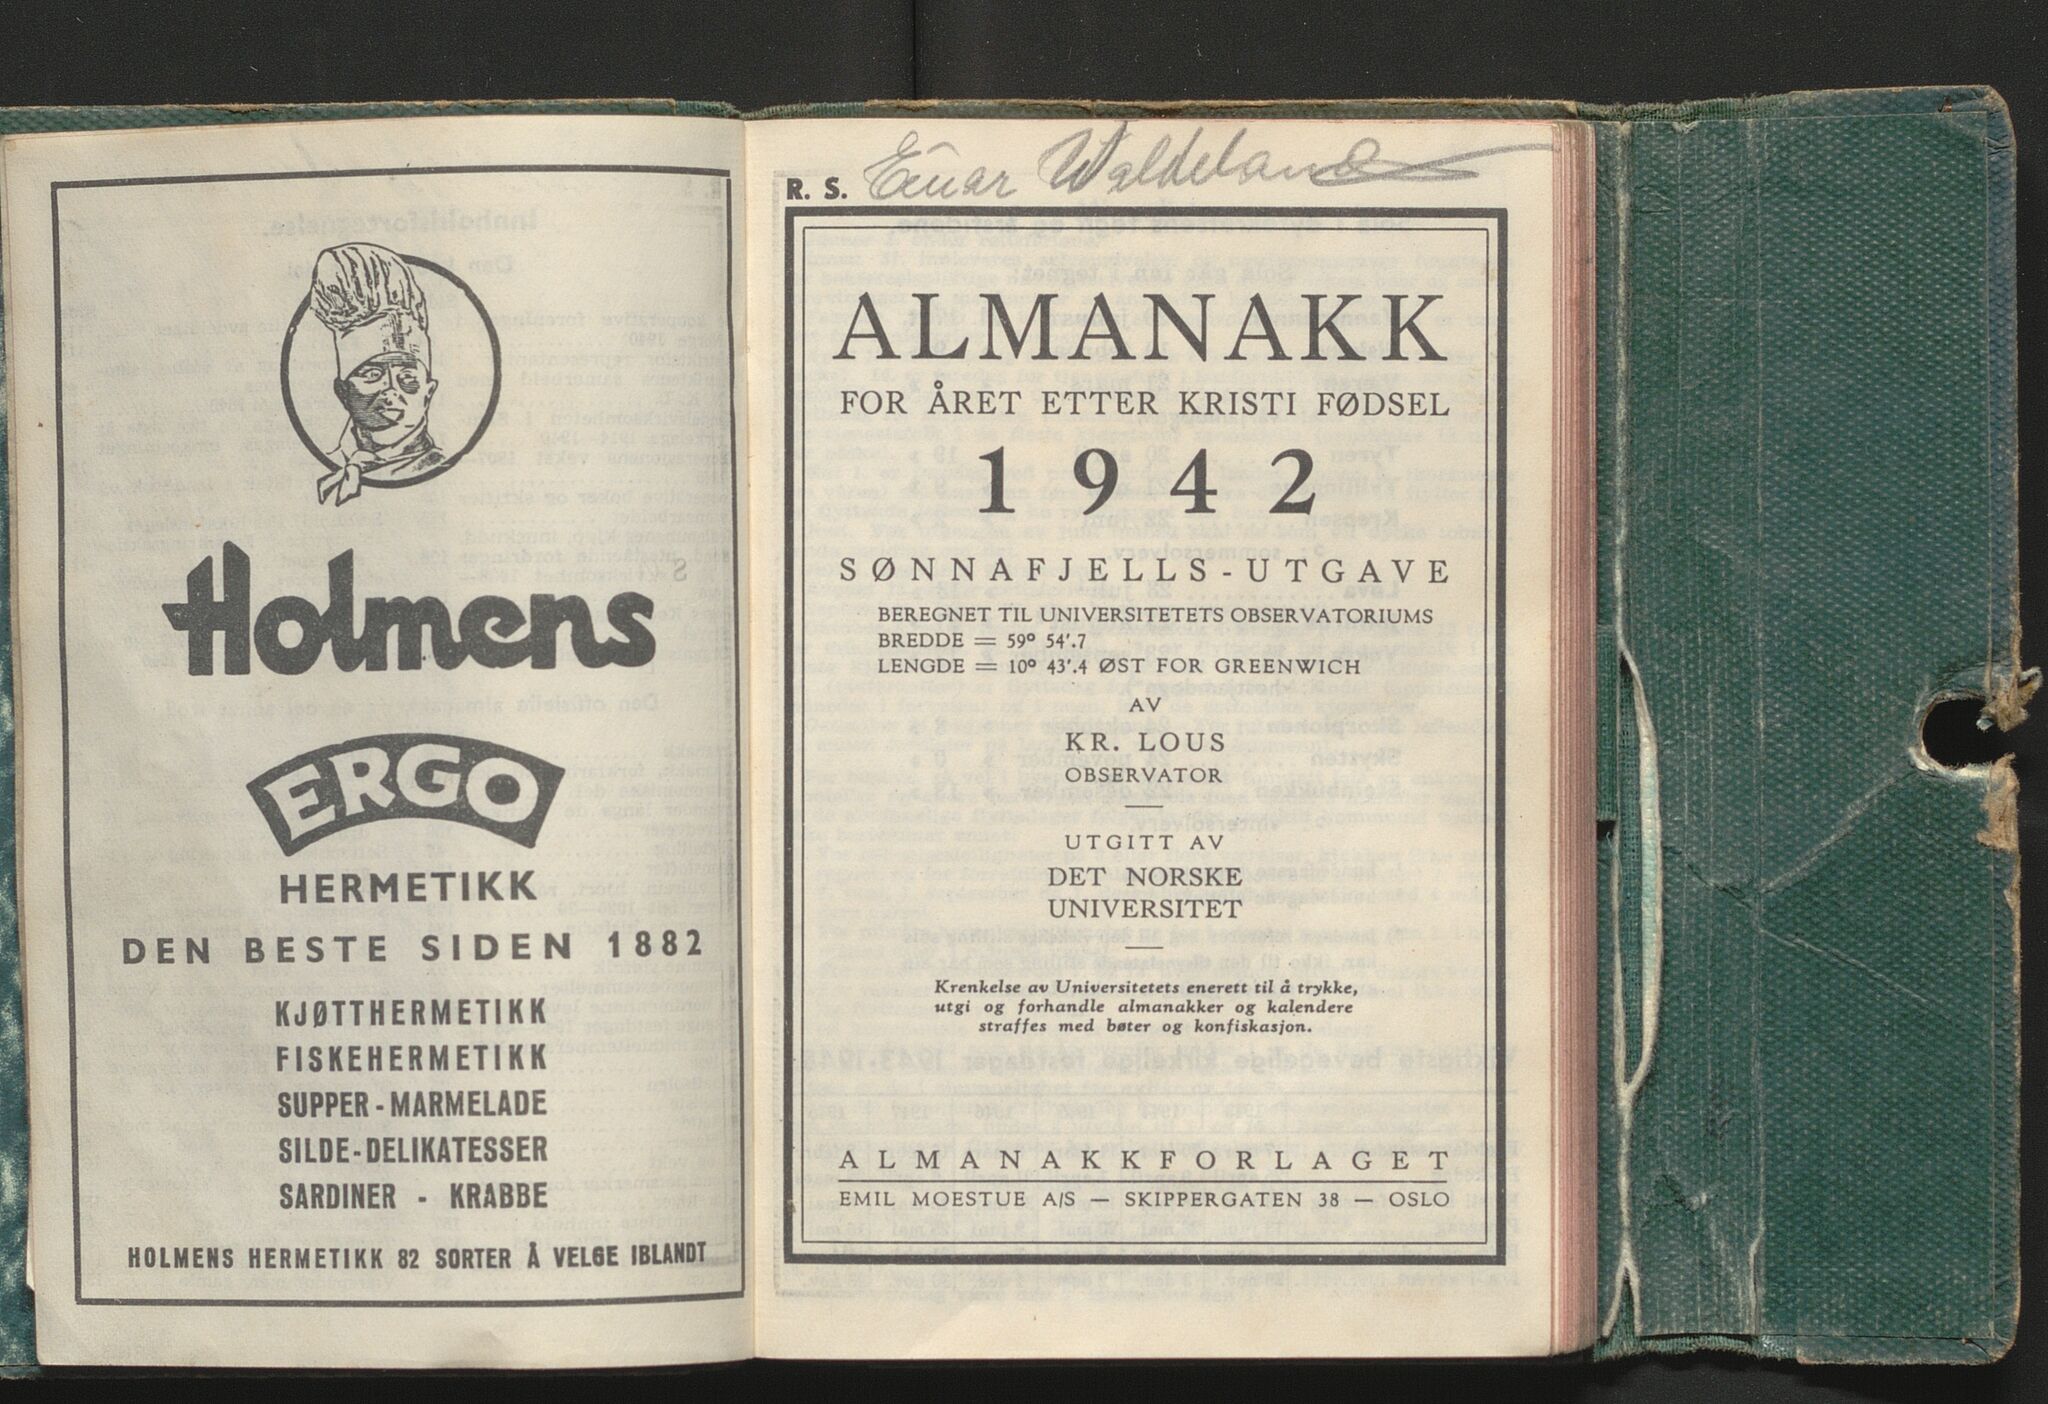 Holmens
ERGO
HERMETIKK
DEN BESTE SIDEN 1882
KJØTTHERMETIKK
FISKEHERMETIKK
SUPPER - MARMELADE
SILDE-DELIKATESSER
SARDINER - KRABBE
HOLMENS HERMETIKK 82 SORTER Å VELGE IBLANDT
R. S. Einar Waldeland
ALMANAKK
FOR ÅRET ETTER KRISTI FØDSEL
1942
SØNNAFJELLS-UTGAVE
BEREGNET TIL UNIVERSITETETS OBSERVATORIUMS
BREDDE = 59º 54′.7
LENGDE = 10º 43′.4 ØST FOR GREENWICH
AV
KR. LOUS
OBSERVATOR
UTGITT AV
DET NORSKE
UNIVERSITET
Krenkelse av Universitetets enerett til å trykke,
utgi og forhandle almanakker og kalendere
straffes med bøter og konfiskasjon.
ALMANAKKFORLAGET
EMIL MOESTUE A/S — SKIPPERGATEN 38 — OSLO